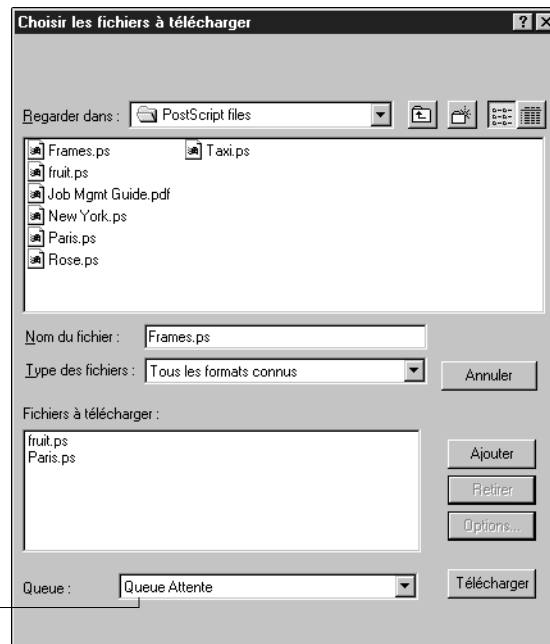 Choisir les fichiers à télécharger
Regarder dans : PostScript files
Frames.ps Taxi.ps
fruit.ps
Job Mgmt Guide.pdf
New York.ps
Paris.ps
Rose.ps
Nom du fichier : Frames.ps
Type des fichiers : Tous les formats connus Annuler
Fichiers à télécharger :
fruit.ps
Paris.ps
Ajouter
Retirer
Options...
Queue : Queue Attente Télécharger